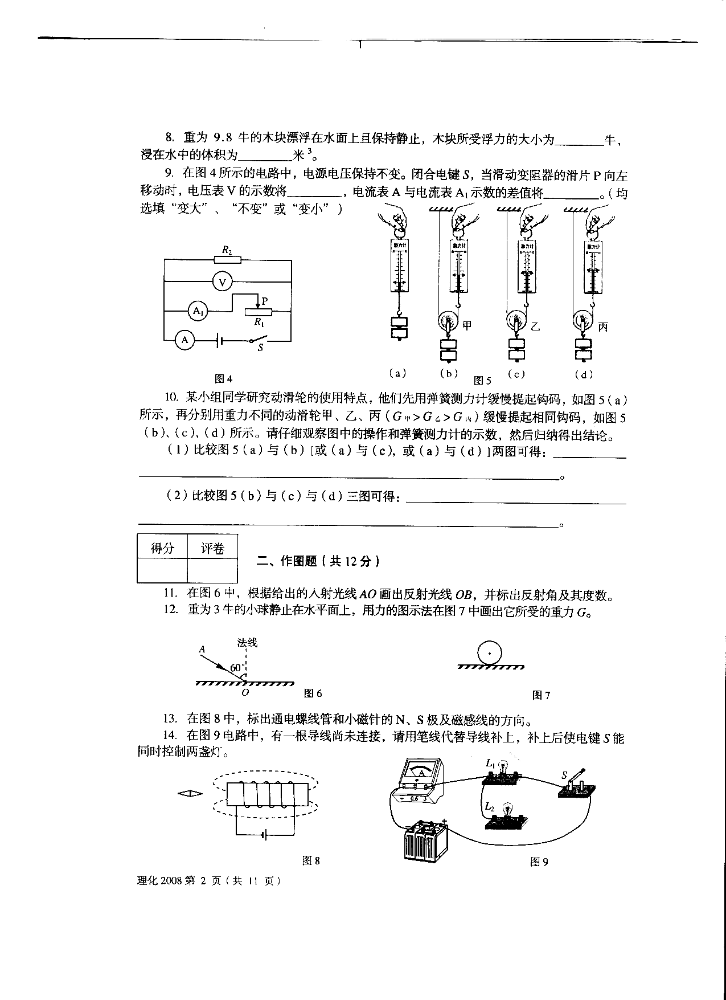 8. 重为 9.8 牛的木块漂浮在水面上且保持静止，木块所受浮力的大小为________牛，
浸在水中的体积为________米³。
9. 在图 4 所示的电路中，电源电压保持不变。闭合电键 S，当滑动变阻器的滑片 P 向左
移动时，电压表 V 的示数将________，电流表 A 与电流表 A₁ 示数的差值将________。（均
选填“变大”、“不变”或“变小”）
R₂
V
A₁
P
R₁
A
S
图 4
测力计
测力计
测力计
测力计
甲
乙
丙
(a)
(b)
(c)
(d)
图 5
10. 某小组同学研究动滑轮的使用特点，他们先用弹簧测力计缓慢提起钩码，如图 5（a）
所示，再分别用重力不同的动滑轮甲、乙、丙（G甲＞G乙＞G丙）缓慢提起相同钩码，如图 5
（b）、（c）、（d）所示。请仔细观察图中的操作和弹簧测力计的示数，然后归纳得出结论。
（1）比较图 5（a）与（b）[或（a）与（c），或（a）与（d）]两图可得：____________
____________________________________。
（2）比较图 5（b）与（c）与（d）三图可得：____________________
____________________________________。
得分 评卷
二、作图题（共 12 分）
11. 在图 6 中，根据给出的入射光线 AO 画出反射光线 OB，并标出反射角及其度数。
12. 重为 3 牛的小球静止在水平面上，用力的图示法在图 7 中画出它所受的重力 G。
法线
A
60°
O
图 6
图 7
13. 在图 8 中，标出通电螺线管和小磁针的 N、S 极及磁感线的方向。
14. 在图 9 电路中，有一根导线尚未连接，请用笔线代替导线补上，补上后使电键 S 能
同时控制两盏灯。
A
- 0.6 3
L₁
S
L₂
- +
图 8
图 9
理化 2008 第 2 页（共 11 页）